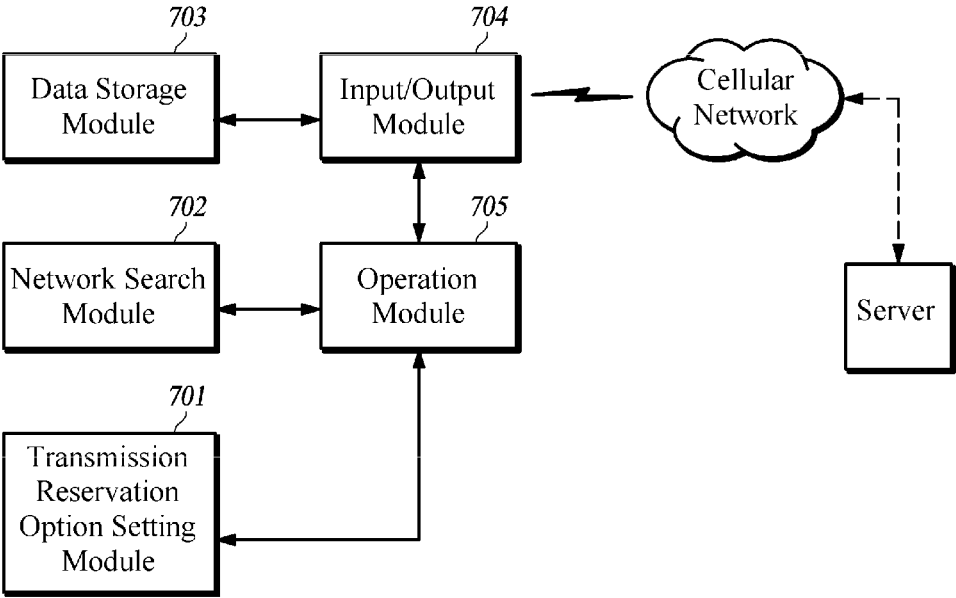 703
Data Storage
Module
704
Input/Output
Module
Cellular
Network
702
Network Search
Module
705
Operation
Module
Server
701
Transmission
Reservation
Option Setting
Module